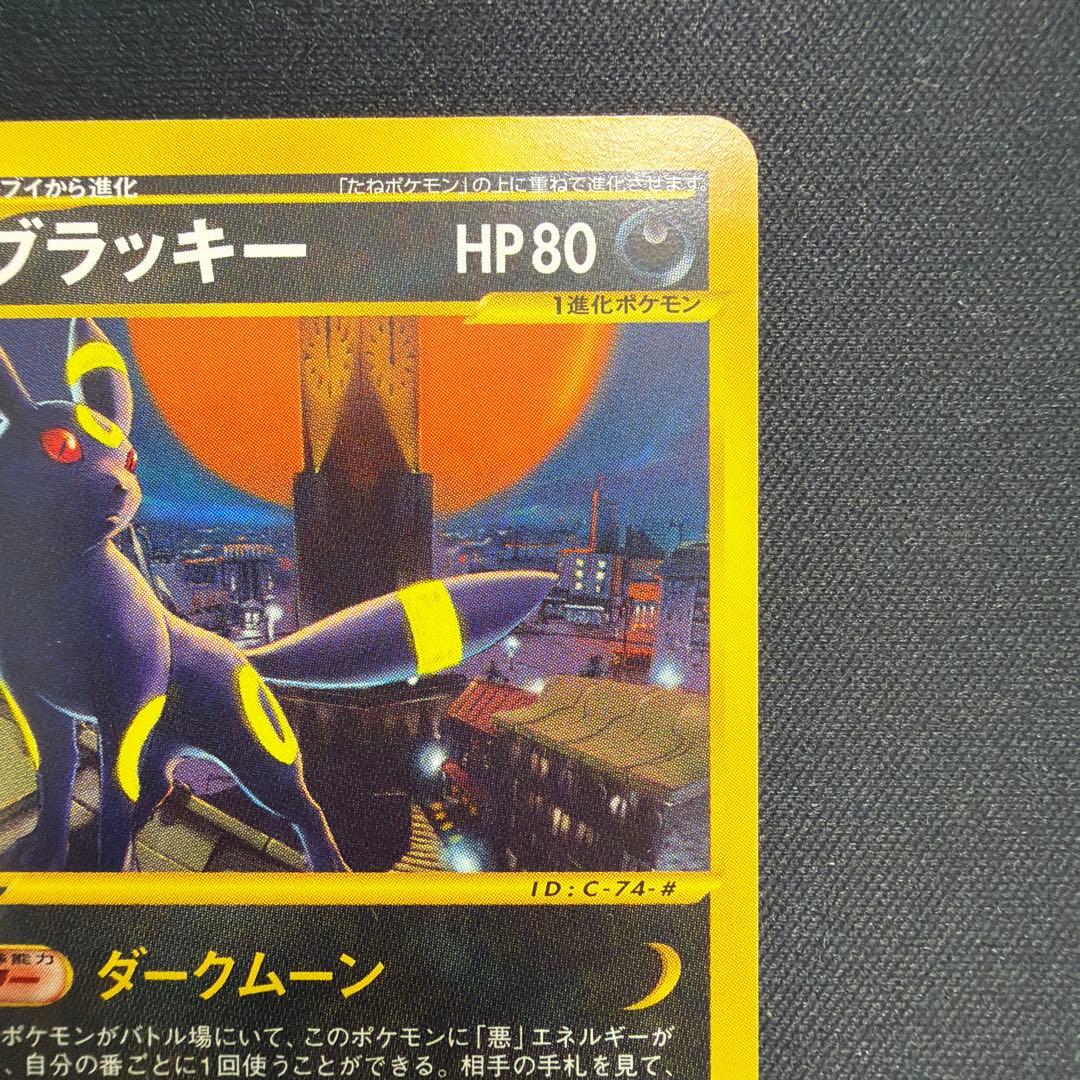 ブイから進化
「たねポケモン」の上に重ねて進化させます。
ブラッキー
HP80
1進化ポケモン
ID:C-74-#
能力
ダークムーン
ポケモンがバトル場にいて、このポケモンに「悪」エネルギーが
、自分の番ごとに1回使うことができる。相手の手札を見て、